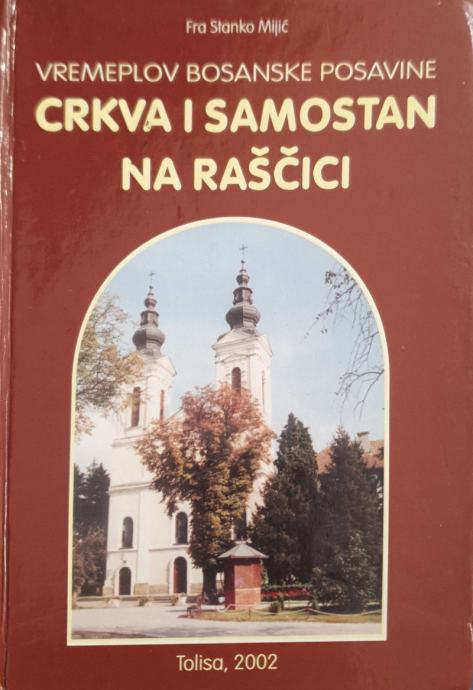 Fra Stanko Mijić
VREMEPLOV BOSANSKE POSAVINE
CRKVA I SAMOSTAN
NA RAŠČICI
Tolisa, 2002